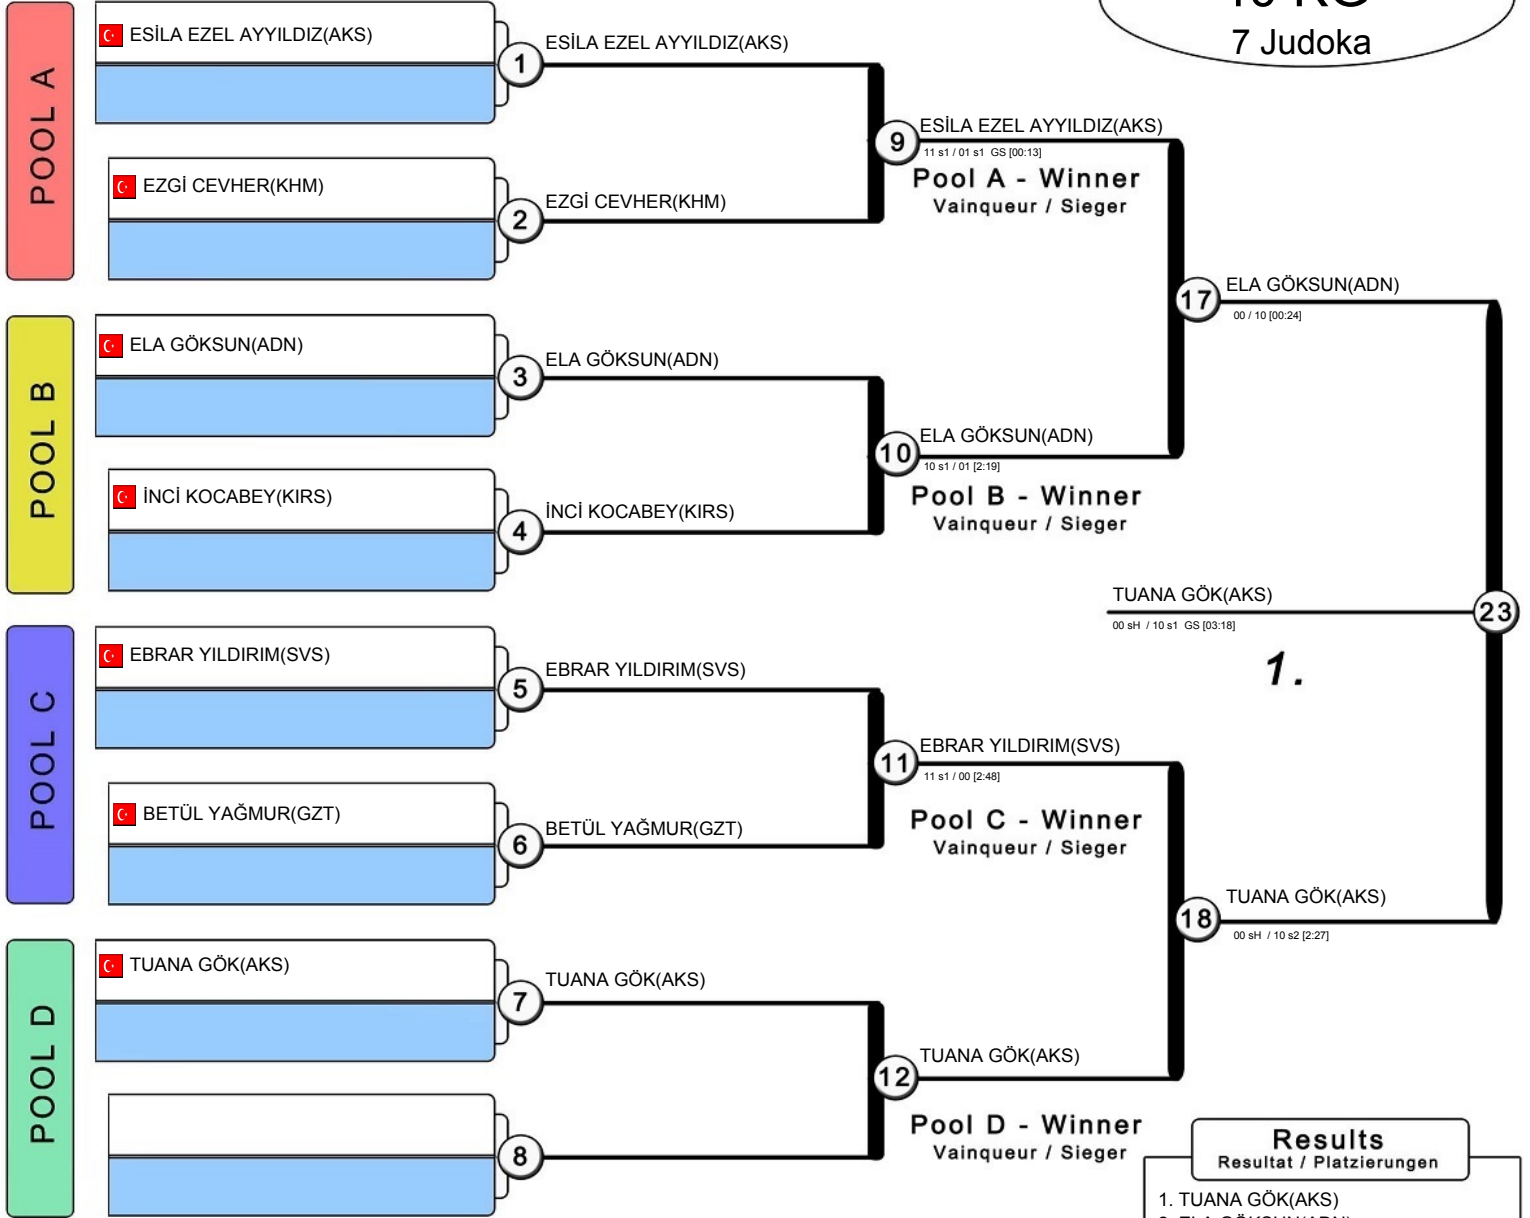 7 Judoka
POOL A
ESİLA EZEL AYYILDIZ(AKS)
1
ESİLA EZEL AYYILDIZ(AKS)
EZGİ CEVHER(KHM)
2
EZGİ CEVHER(KHM)
9
ESİLA EZEL AYYILDIZ(AKS)
11 s1 / 01 s1 GS [00:13]
Pool A - Winner
Vainqueur / Sieger
POOL B
ELA GÖKSUN(ADN)
3
ELA GÖKSUN(ADN)
İNCİ KOCABEY(KIRS)
4
İNCİ KOCABEY(KIRS)
10
ELA GÖKSUN(ADN)
10 s1 / 01 [2:19]
Pool B - Winner
Vainqueur / Sieger
17
ELA GÖKSUN(ADN)
00 / 10 [00:24]
POOL C
EBRAR YILDIRIM(SVS)
5
EBRAR YILDIRIM(SVS)
BETÜL YAĞMUR(GZT)
6
BETÜL YAĞMUR(GZT)
11
EBRAR YILDIRIM(SVS)
11 s1 / 00 [2:48]
Pool C - Winner
Vainqueur / Sieger
POOL D
TUANA GÖK(AKS)
7
TUANA GÖK(AKS)
8
12
TUANA GÖK(AKS)
Pool D - Winner
Vainqueur / Sieger
18
TUANA GÖK(AKS)
00 sH / 10 s2 [2:27]
TUANA GÖK(AKS)
23
00 sH / 10 s1 GS [03:18]
1.
Results
Resultat / Platzierungen
1. TUANA GÖK(AKS)